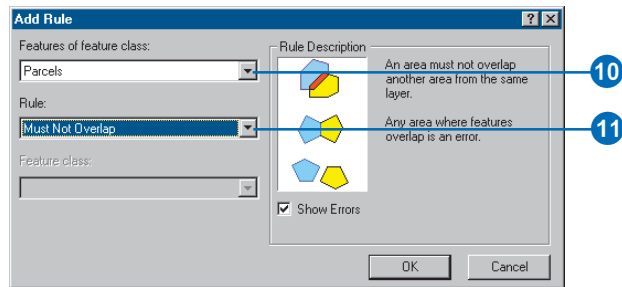 Add Rule
Features of feature class:
Parcels
Rule:
Must Not Overlap
Feature class:
Rule Description
An area must not overlap
another area from the same
layer.
Any area where features
overlap is an error.
Show Errors
OK
Cancel
10
11